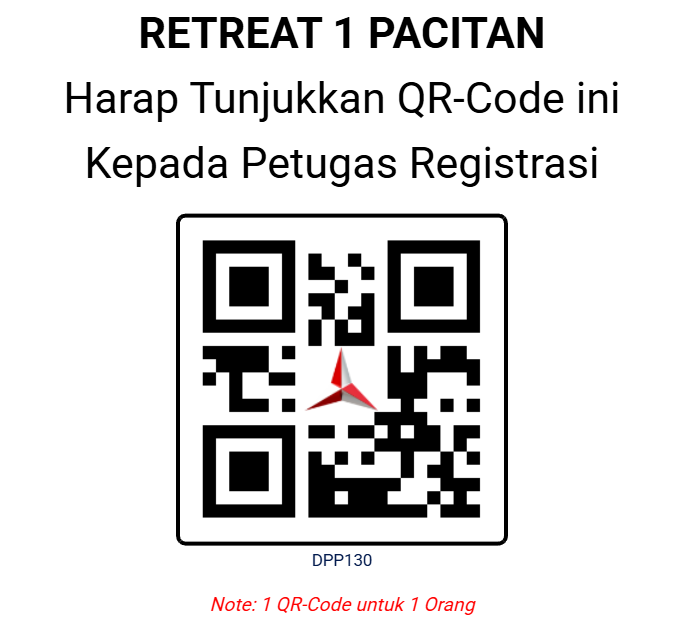 RETREAT 1 PACITAN
Harap Tunjukkan QR-Code ini
Kepada Petugas Registrasi
DPP130
Note: 1 QR-Code untuk 1 Orang